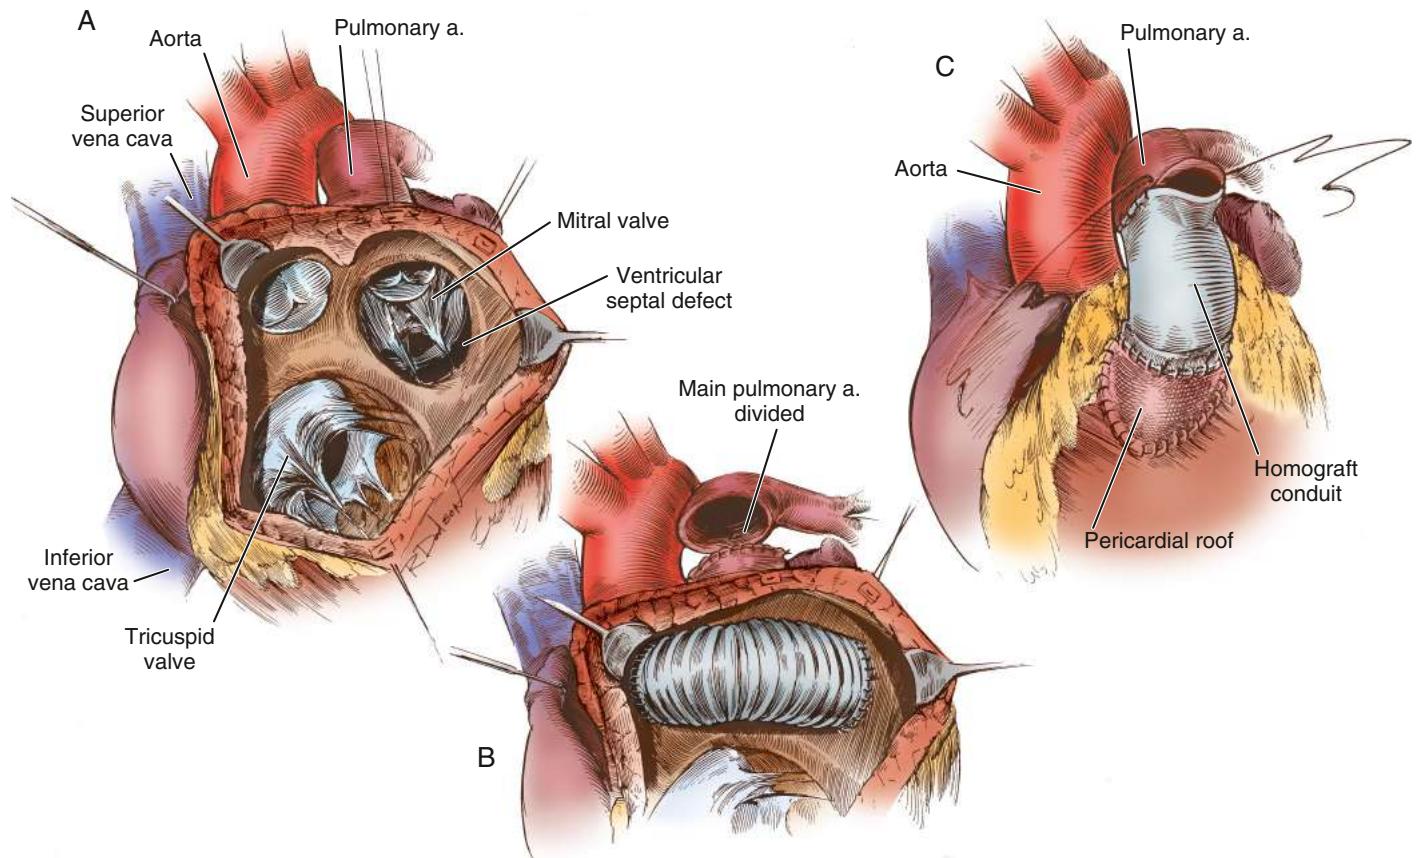 A
Aorta
Pulmonary a.
Superior
vena cava
Mitral valve
Ventricular
septal defect
Inferior
vena cava
Tricuspid
valve
Main pulmonary a.
divided
B
C
Pulmonary a.
Aorta
Homograft
conduit
Pericardial roof